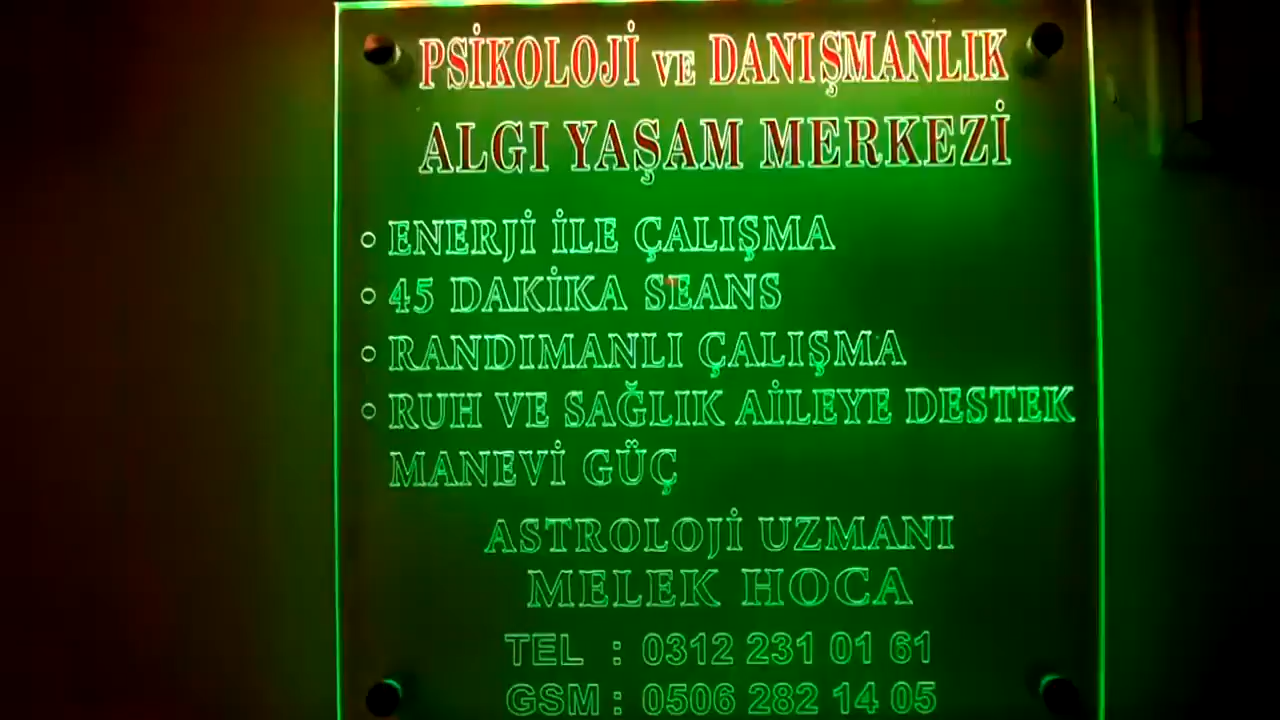 PSİKOLOJİ VE DANIŞMANLIK
ALGI YAŞAM MERKEZİ
○ ENERJİ İLE ÇALIŞMA
○ 45 DAKİKA SEANS
○ RANDIMANLI ÇALIŞMA
○ RUH VE SAĞLIK AİLEYE DESTEK
MANEVİ GÜÇ
ASTROLOJİ UZMANI
MELEK HOCA
TEL : 0312 231 01 61
GSM : 0506 282 14 05